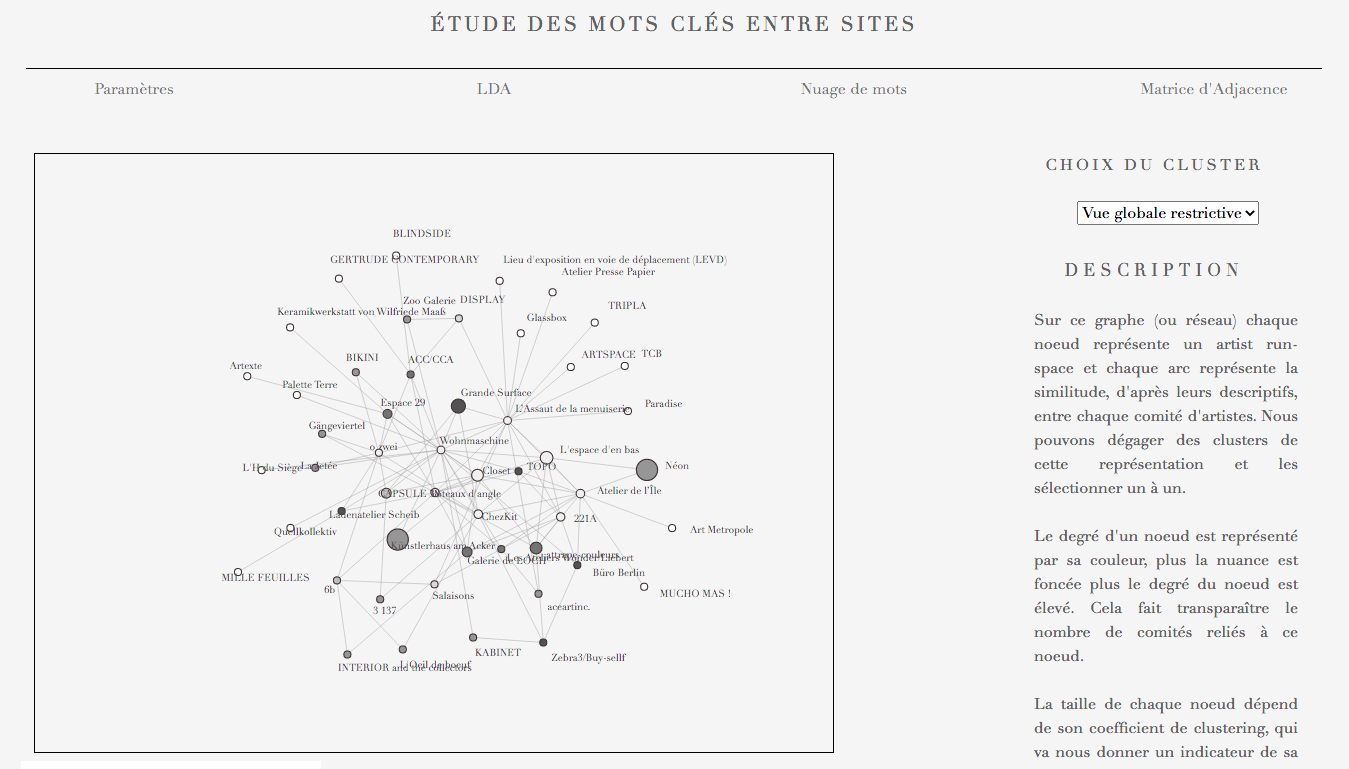 ÉTUDE DES MOTS CLÉS ENTRE SITES
Paramètres LDA Nuage de mots Matrice d'Adjacence
BLINDSIDE
GERTRUDE CONTEMPORARY
Lieu d'exposition en voie de déplacement (LEVD)
Atelier Presse Papier
Zoo Galerie
DISPLAY
TRIPLA
Keramikwerkstatt von Wilfriede Maaß
Glassbox
BIKINI
ACC/CCA
ARTSPACE
TCB
Artexte
Palette Terre
Grande Surface
Espace 29
L'Assaut de la menuiserie
Paradise
Gängeviertel
Wohnmaschine
o zwei
L'espace d'en bas
L'H du Siège
La
Closet
TOPO
Néon
CAPSULE
d'angle
Atelier de l'Île
Ladenatelier Scheib
ChezKit
221A
Quellkollektiv
Art Metropole
Künstlerhaus am Acker
attrape-couleurs
Les Ateliers Wonder Liebert
Galerie de
Büro Berlin
MILLE FEUILLES
6b
Salaisons
MUCHO MAS !
3 137
aceartinc.
KABINET
Zebra3/Buy-sellf
L'Oeil de boeuf
INTERIOR and the collectors
CHOIX DU CLUSTER
Vue globale restrictive
DESCRIPTION
Sur ce graphe (ou réseau) chaque
noeud représente un artist run-
space et chaque arc représente la
similitude, d'après leurs descriptifs,
entre chaque comité d'artistes. Nous
pouvons dégager des clusters de
cette représentation et les
sélectionner un à un.
Le degré d'un noeud est représenté
par sa couleur, plus la nuance est
foncée plus le degré du noeud est
élevé. Cela fait transparaître le
nombre de comités reliés à ce
noeud.
La taille de chaque noeud dépend
de son coefficient de clustering, qui
va nous donner un indicateur de sa